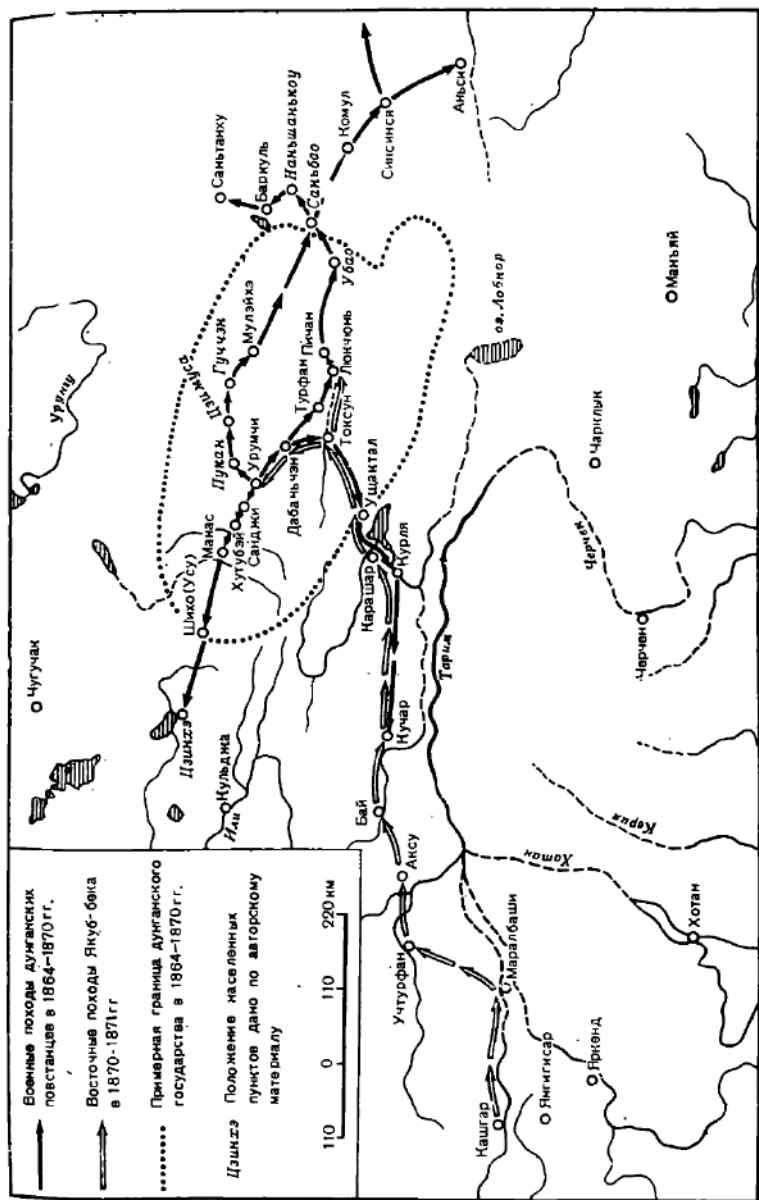 Военные походы дунганских
повстанцев в 1864–1870 гг.
Восточные походы Якуб-бека
в 1870-1871 гг
Примерная граница дунганского
государства в 1864–1870 гг.
Цзинхэ
Положение населенных
пунктов дано по авторскому
материалу
110 0 110 220 км
Чугучак
Урунгу
Саньтанху
Баркуль
Наньшанькоу
Саньбао
Комул
Синсинся
Аньси
Гучэн
Цзимуса
Мулэйхэ
Пукан
Урумчи
Манас
Хутубэй
Санджи
Шихо (Усу)
Цзинхэ
Кульджа
Или
Дабаньчэн
Турфан
Пичан
Люкчюнь
Убао
Токсун
Ушактал
Карашар
Курля
Кучар
Бай
Аксу
Учтурфан
Маралбаши
Кашгар
Янгигисар
Яркенд
Хотан
Хотан
Керия
Тарим
Черчен
Черчен
Чарклык
оз. Лобнор
Маньяй